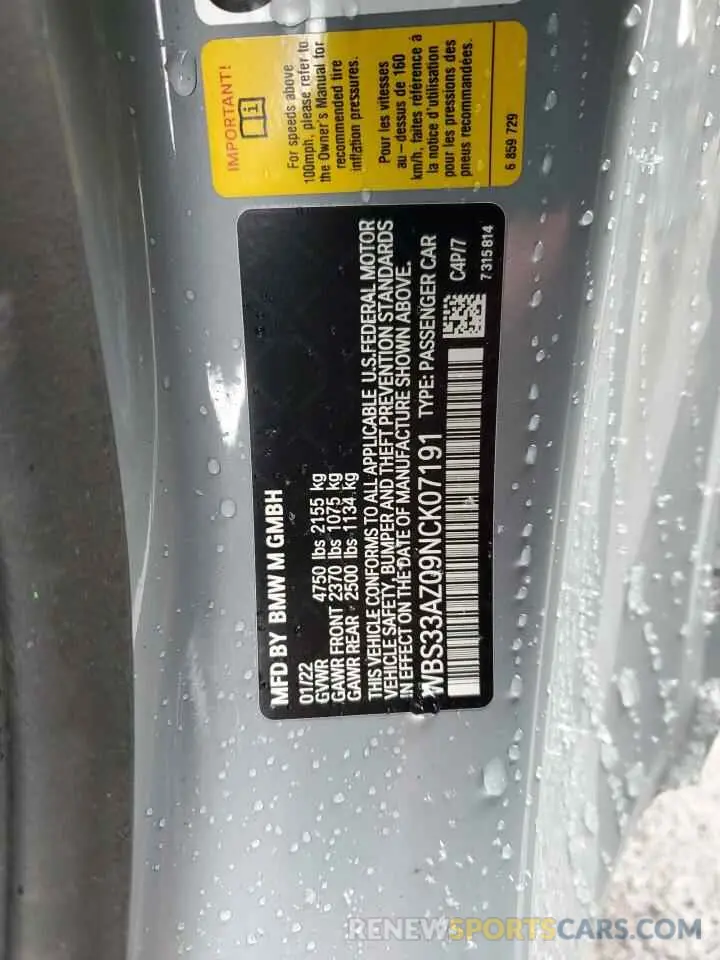 IMPORTANT!
For speeds above
100mph, please refer to
the Owner's Manual for
recommended tire
inflation pressures.
Pour les vitesses
au-dessus de 160
km/h, faites référence à
la notice d'utilisation
pour les pressions des
pneus recommandées.
6 859 729
MFD BY BMW M GMBH
01/22
GVWR 4750 lbs 2155 kg
GAWR FRONT 2370 lbs 1075 kg
GAWR REAR 2500 lbs 1134 kg
THIS VEHICLE CONFORMS TO ALL APPLICABLE U.S.FEDERAL MOTOR
VEHICLE SAFETY, BUMPER AND THEFT PREVENTION STANDARDS
IN EFFECT ON THE DATE OF MANUFACTURE SHOWN ABOVE.
WBS33AZ09NCK07191 TYPE: PASSENGER CAR
C4P/7
7315814
RENEWSPORTCARS.COM